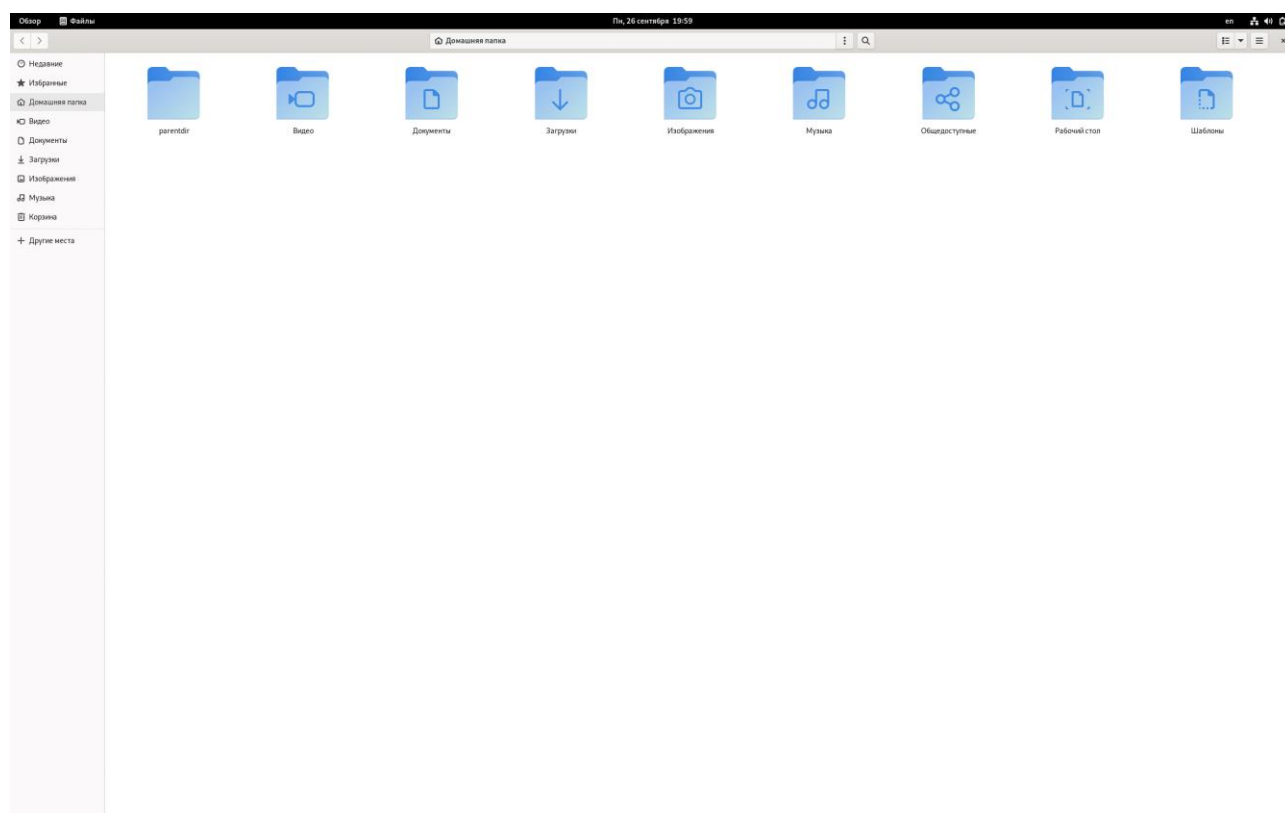 Обзор Файлы Пн, 26 сентября 19:59 en
Домашняя папка
Недавние
Избранные
Домашняя папка
Видео
Документы
Загрузки
Изображения
Музыка
Корзина
Другие места
parentdir Видео Документы Загрузки Изображения Музыка Общедоступные Рабочий стол Шаблоны